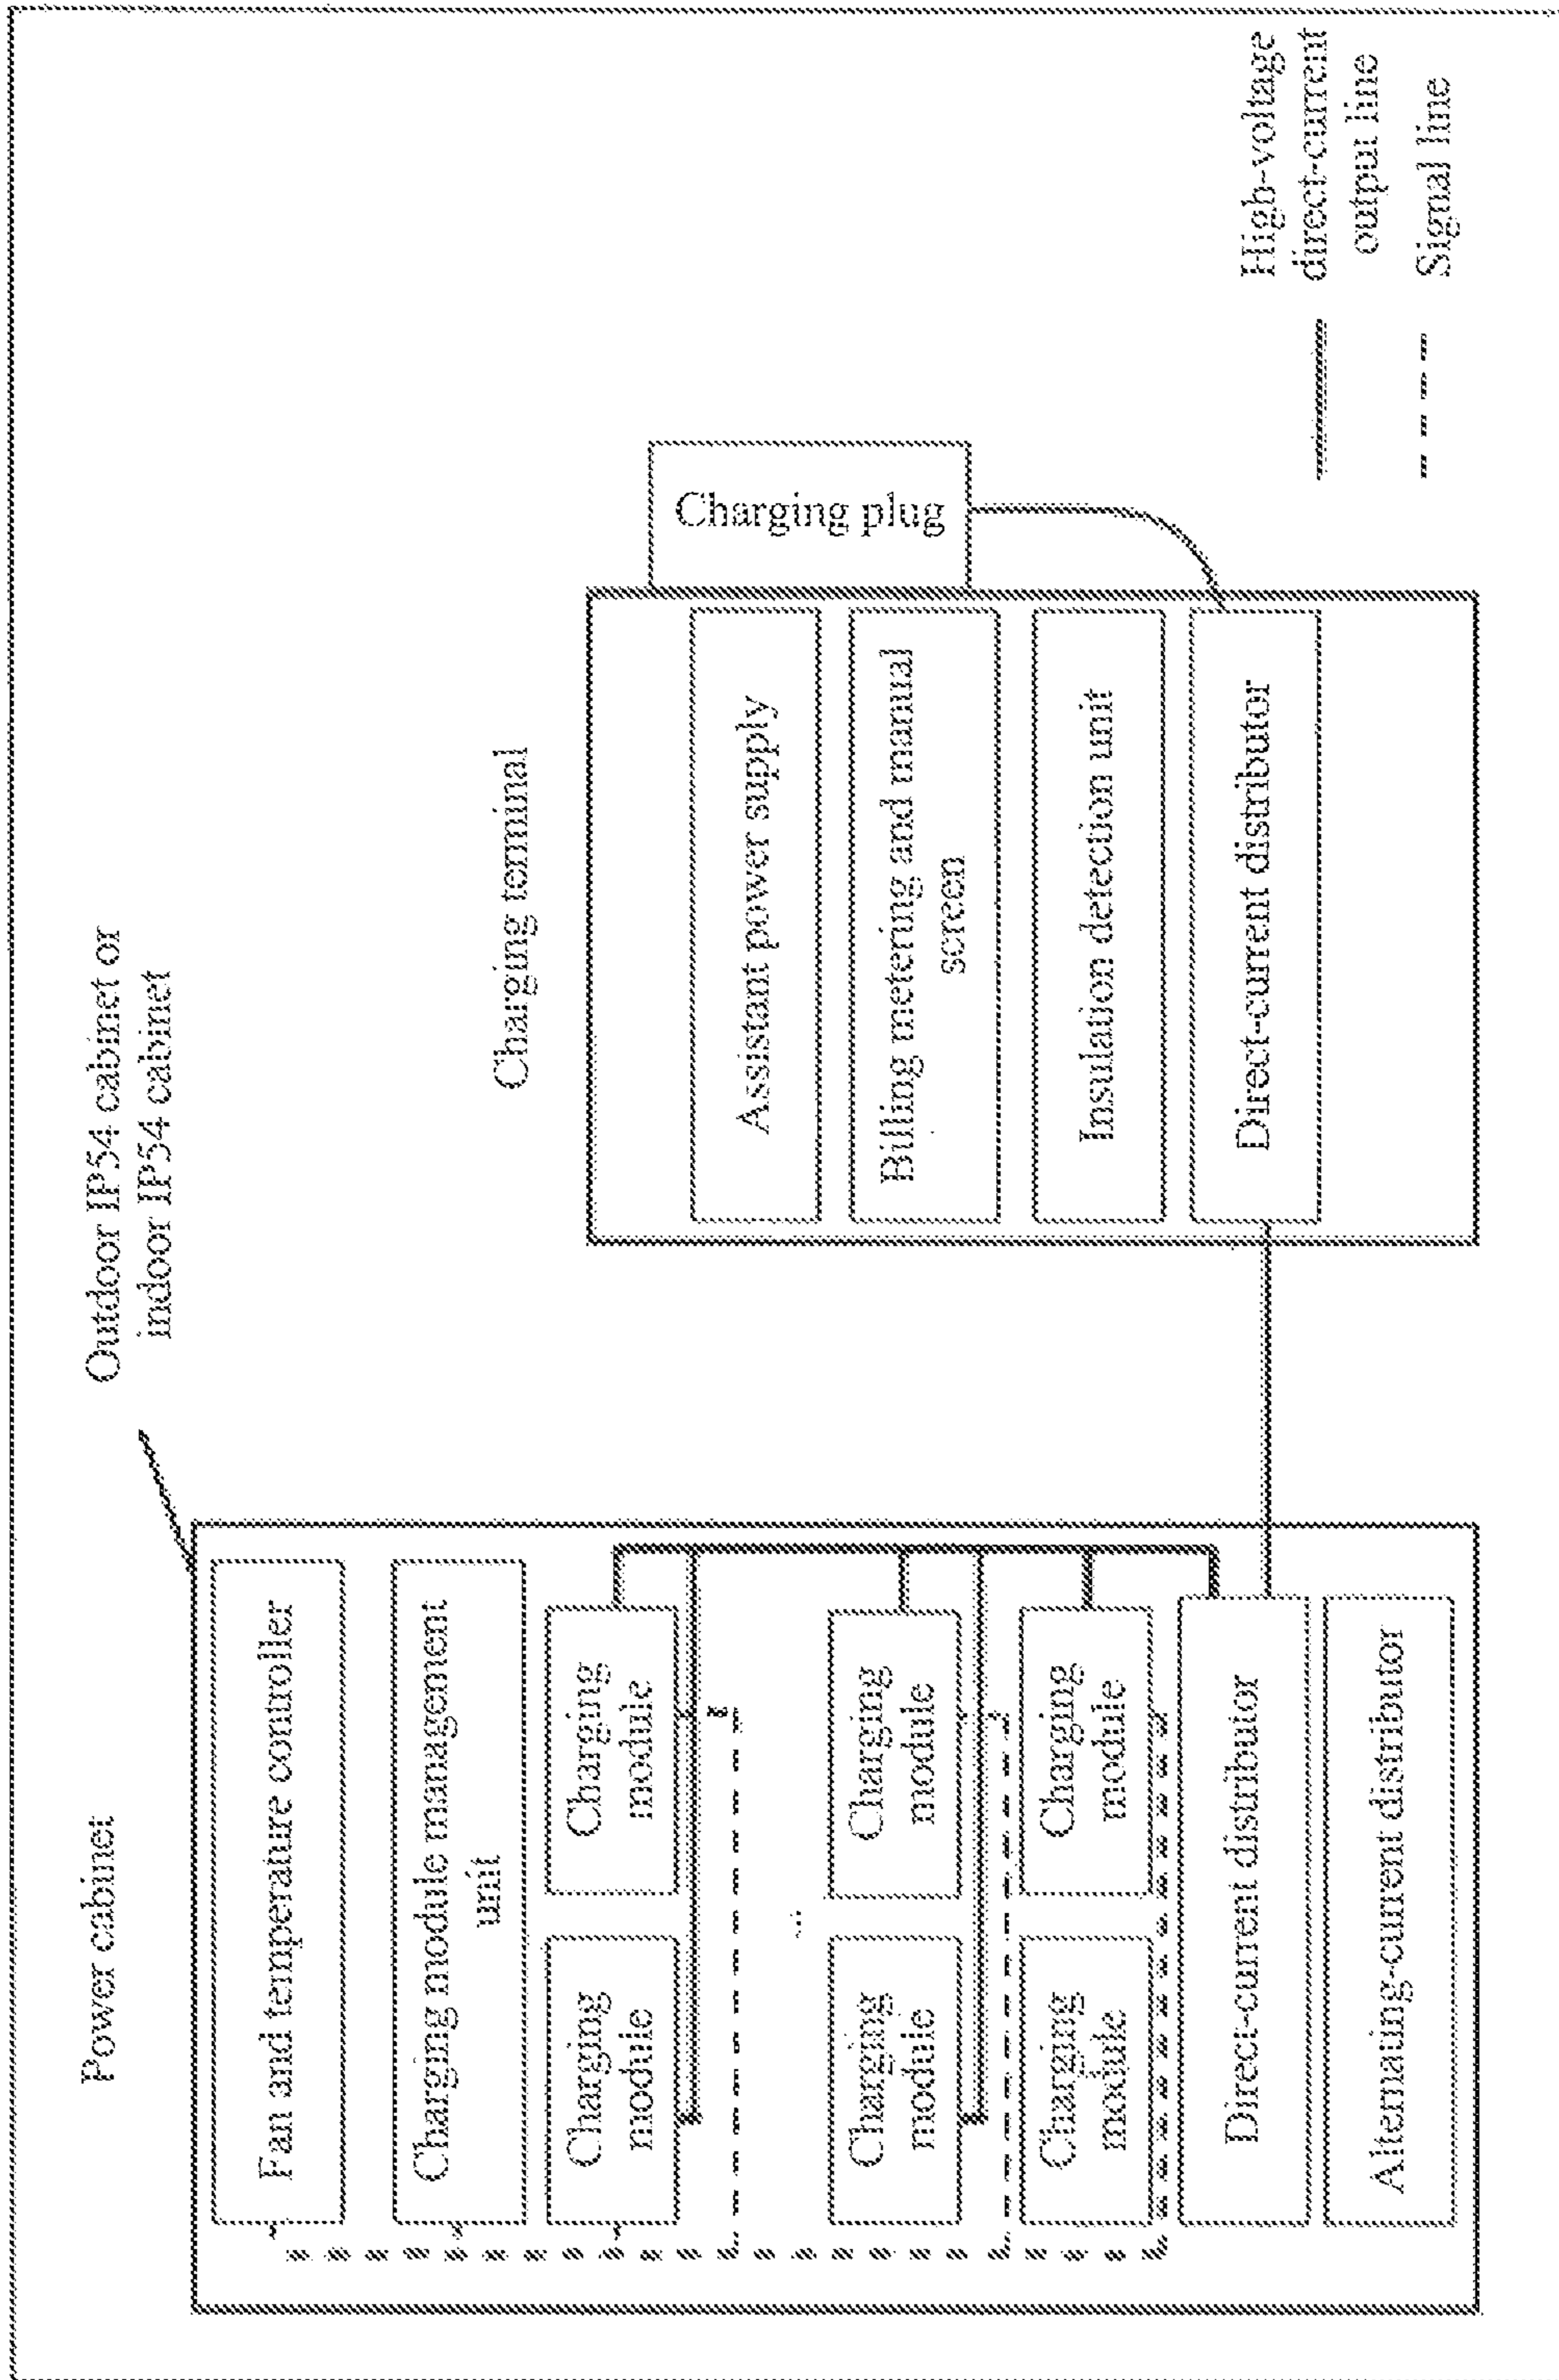 Power cabinet
Outdoor IP54 cabinet or
indoor IP54 cabinet
Fan and temperature controller
Charging module management
unit
Charging
module
Charging
module
...
Charging
module
Charging
module
Charging
module
Charging
module
Direct-current distributor
Alternating-current distributor
Charging terminal
Assistant power supply
Billing metering and manual
screen
Insulation detection unit
Direct-current distributor
Charging plug
High-voltage
direct-current
output line
Signal line